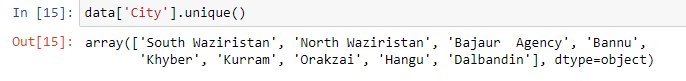 In [15]: data['City'].unique()
Out[15]: array(['South Waziristan', 'North Waziristan', 'Bajaur  Agency', 'Bannu',
'Khyber', 'Kurram', 'Orakzai', 'Hangu', 'Dalbandin'], dtype=object)